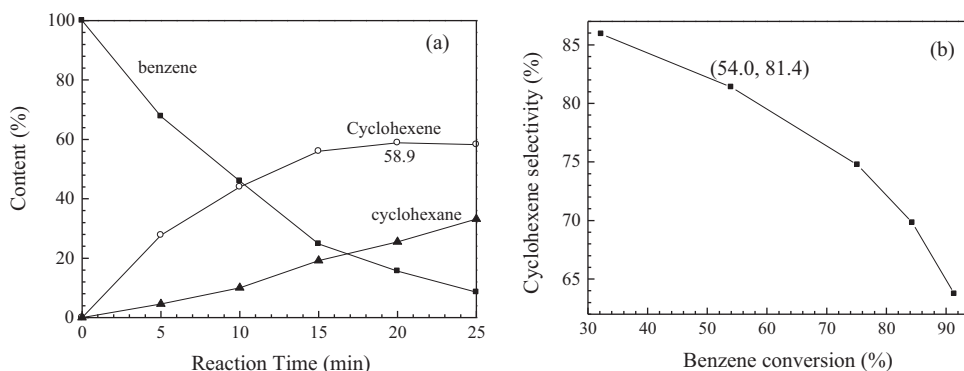 (a)
benzene
Cyclohexene
58.9
cyclohexane
Content (%)
100
80
60
40
20
0
0 5 10 15 20 25
Reaction Time (min)
(b)
(54.0, 81.4)
Cyclohexene selectivity (%)
85
80
75
70
65
30 40 50 60 70 80 90
Benzene conversion (%)